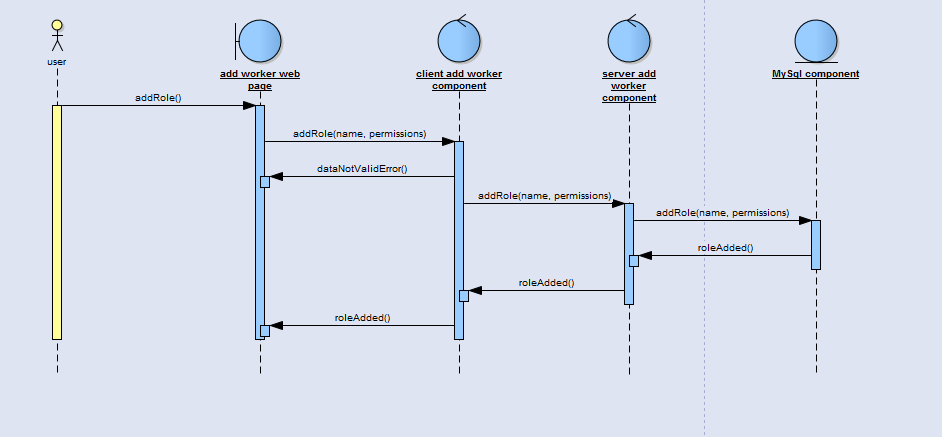 user
add worker web
page
client add worker
component
server add
worker
component
MySql component
addRole()
addRole(name, permissions)
dataNotValidError()
addRole(name, permissions)
addRole(name, permissions)
roleAdded()
roleAdded()
roleAdded()